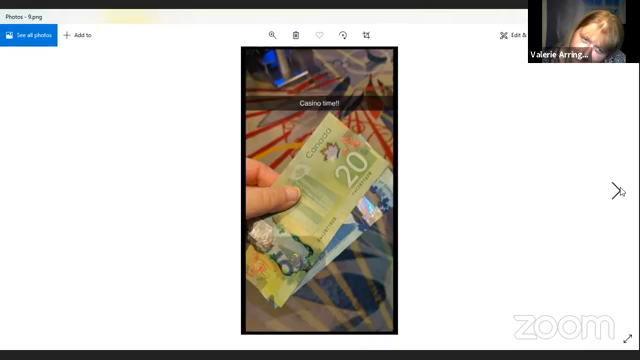 Photos - 9.png
See all photos
Add to
Edit &
Valerie Arring...
Casino time!!
Canada
20
zoom